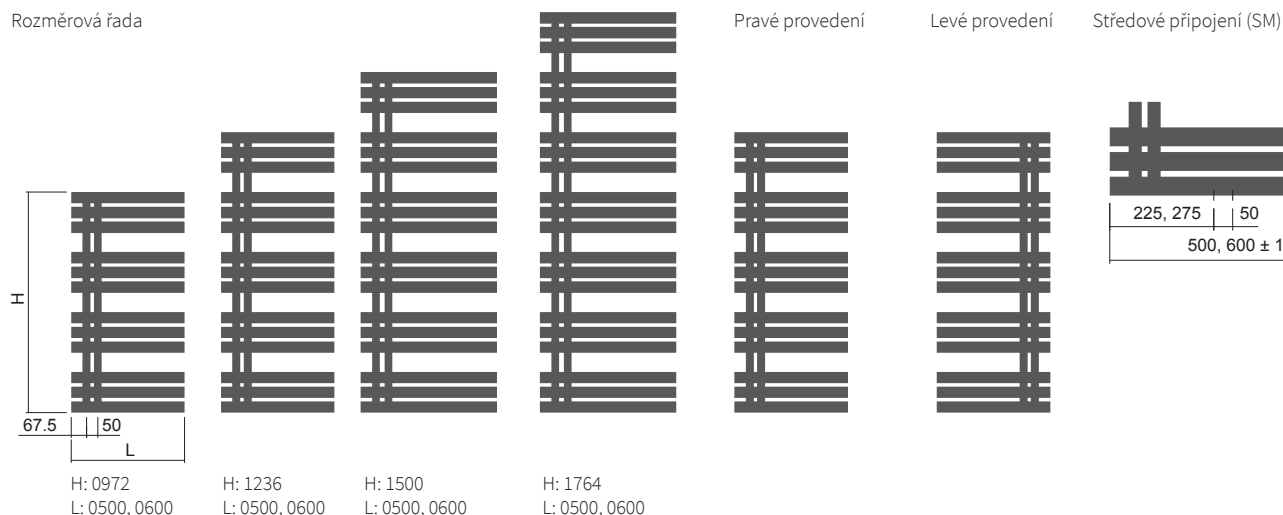 Rozměrová řada
Pravé provedení
Levé provedení
Středové připojení (SM)
H
67.5
50
L
225, 275
50
500, 600 ± 1
H: 0972
L: 0500, 0600
H: 1236
L: 0500, 0600
H: 1500
L: 0500, 0600
H: 1764
L: 0500, 0600